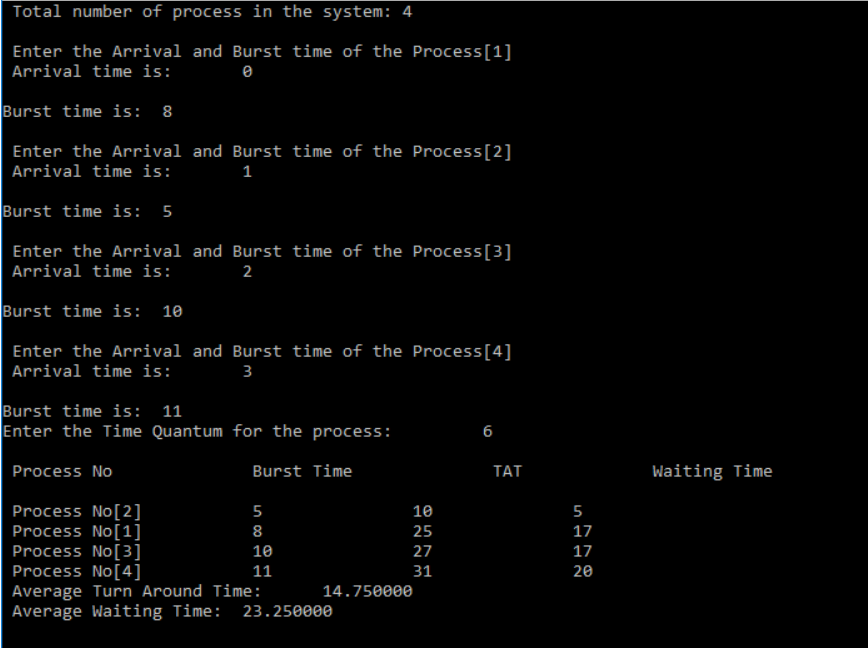 Total number of process in the system: 4
Enter the Arrival and Burst time of the Process[1]
Arrival time is: 0
Burst time is: 8
Enter the Arrival and Burst time of the Process[2]
Arrival time is: 1
Burst time is: 5
Enter the Arrival and Burst time of the Process[3]
Arrival time is: 2
Burst time is: 10
Enter the Arrival and Burst time of the Process[4]
Arrival time is: 3
Burst time is: 11
Enter the Time Quantum for the process: 6
Process No Burst Time TAT Waiting Time
Process No[2] 5 10 5
Process No[1] 8 25 17
Process No[3] 10 27 17
Process No[4] 11 31 20
Average Turn Around Time: 14.750000
Average Waiting Time: 23.250000